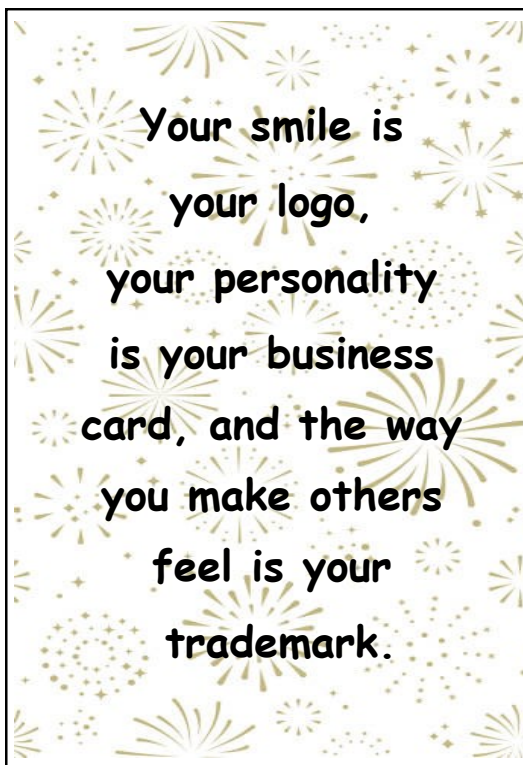 Your smile is
your logo,
your personality
is your business
card, and the way
you make others
feel is your
trademark.